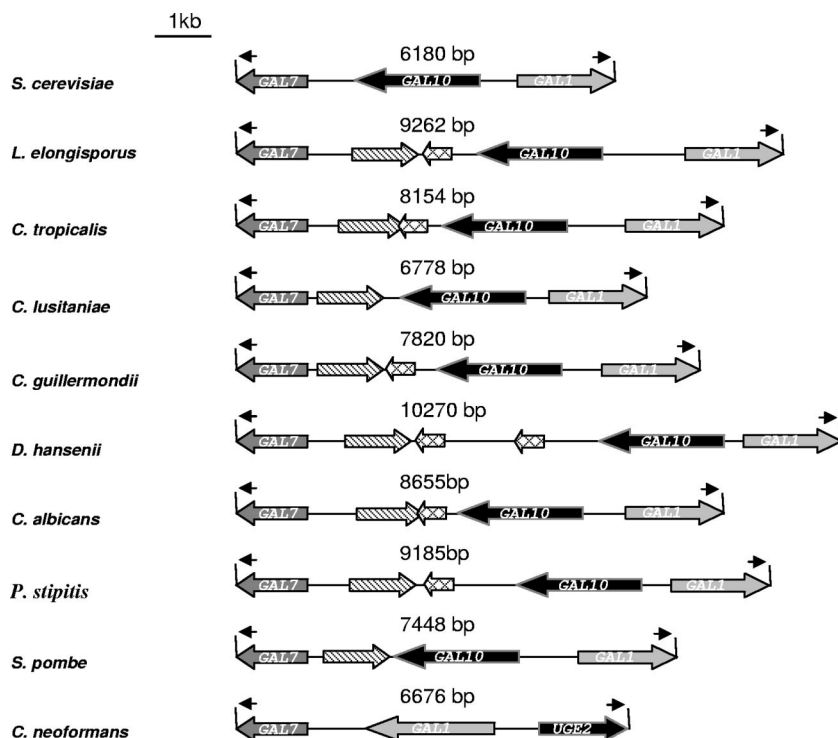 1kb
6180 bp
S. cerevisiae GAL7 GAL10 GAL1
9262 bp
L. elongisporus GAL7 GAL10 GAL1
8154 bp
C. tropicalis GAL7 GAL10 GAL1
6778 bp
C. lusitaniae GAL7 GAL10 GAL1
7820 bp
C. guillermondii GAL7 GAL10 GAL1
10270 bp
D. hansenii GAL7 GAL10 GAL1
8655bp
C. albicans GAL7 GAL10 GAL1
9185bp
P. stipitis GAL7 GAL10 GAL1
7448 bp
S. pombe GAL7 GAL10 GAL1
6676 bp
C. neoformans GAL7 GAL1 UGE2